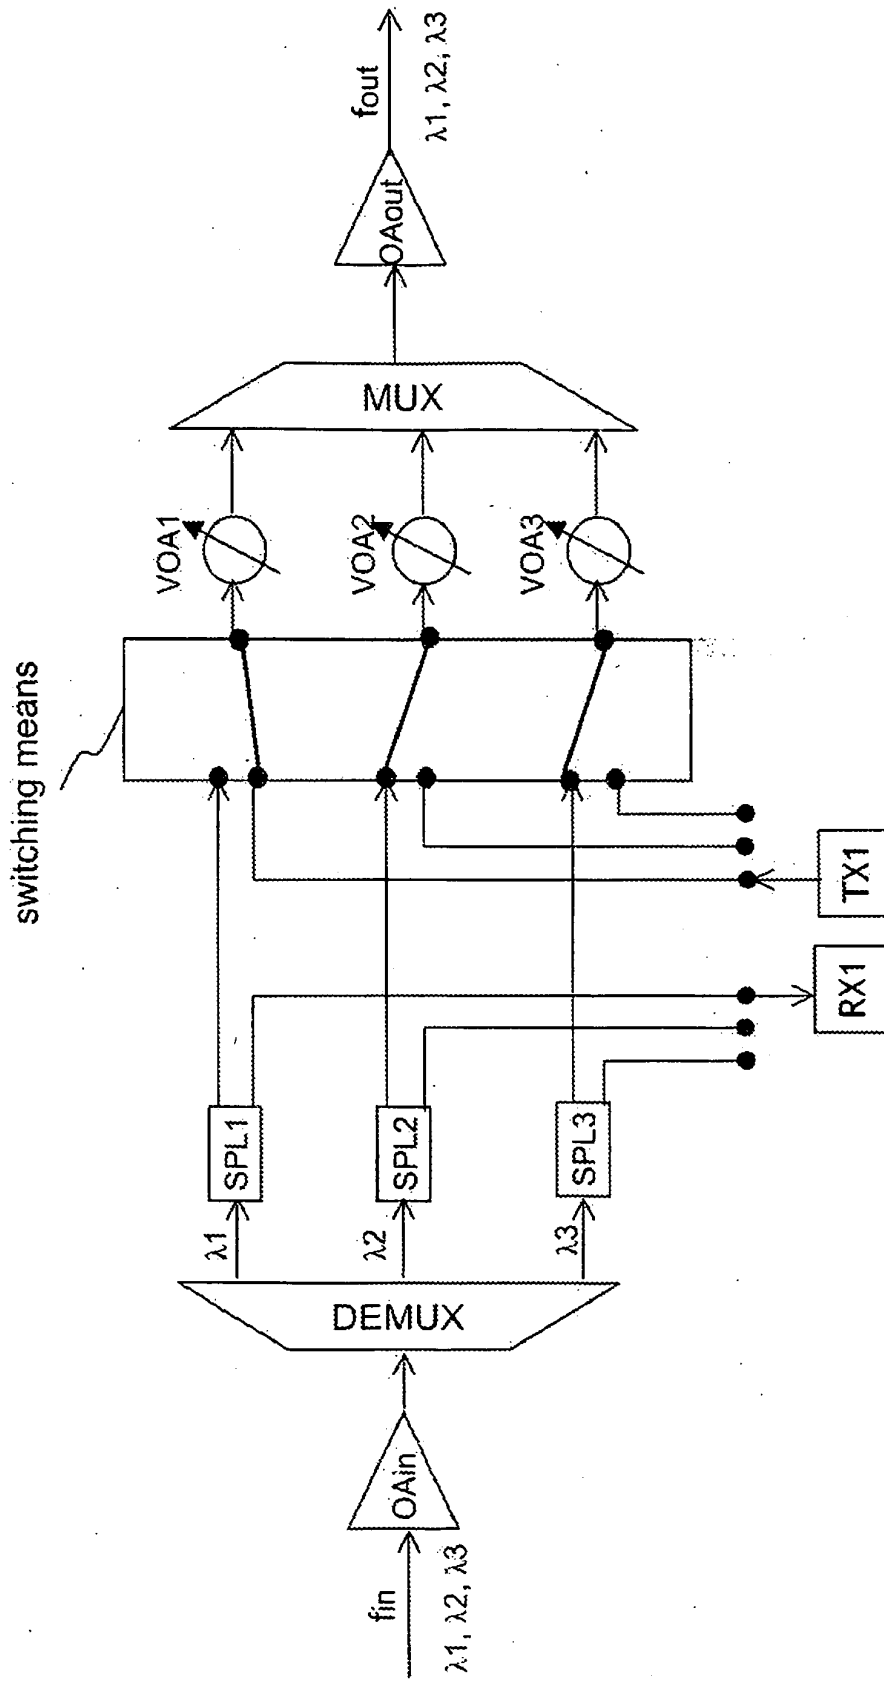 switching means
fin
λ1, λ2, λ3
OAin
DEMUX
λ1
λ2
λ3
SPL1
SPL2
SPL3
RX1
TX1
VOA1
VOA2
VOA3
MUX
OAout
fout
λ1, λ2, λ3